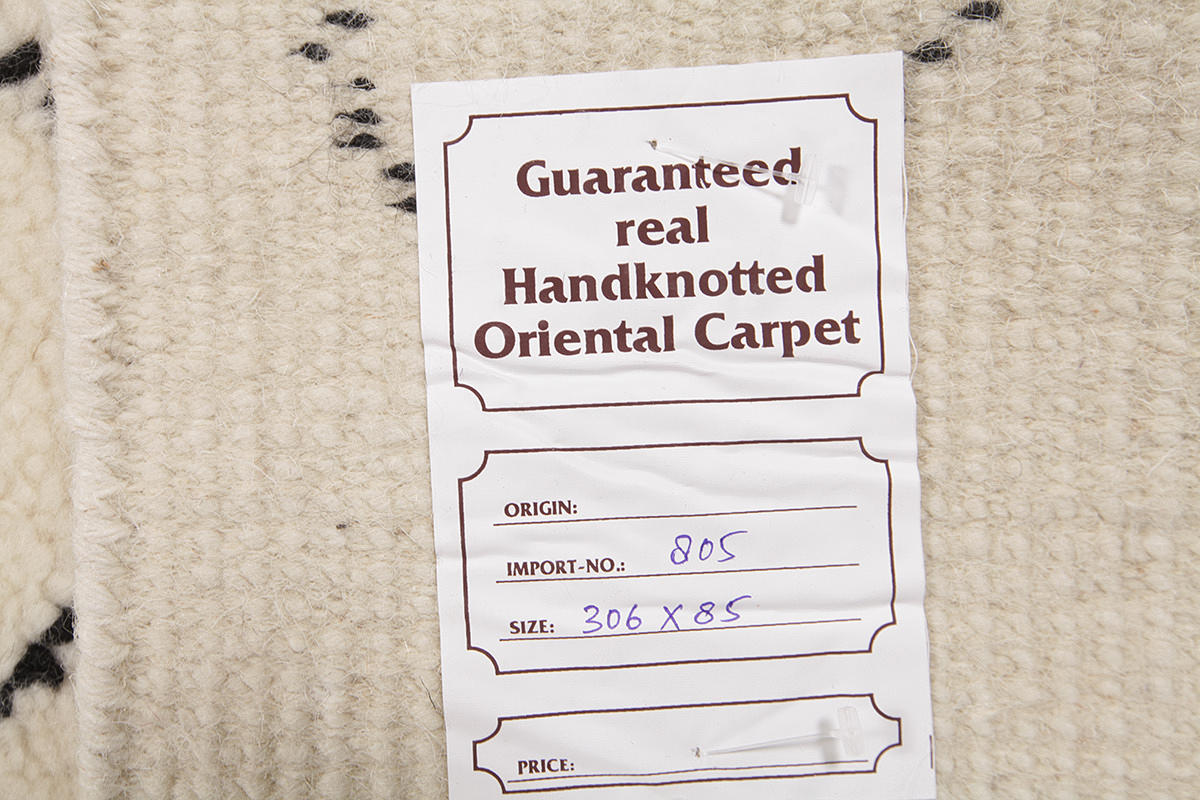 Guaranteed
real
Handknotted
Oriental Carpet
ORIGIN:
IMPORT-NO.: 805
SIZE: 306 X 85
PRICE: